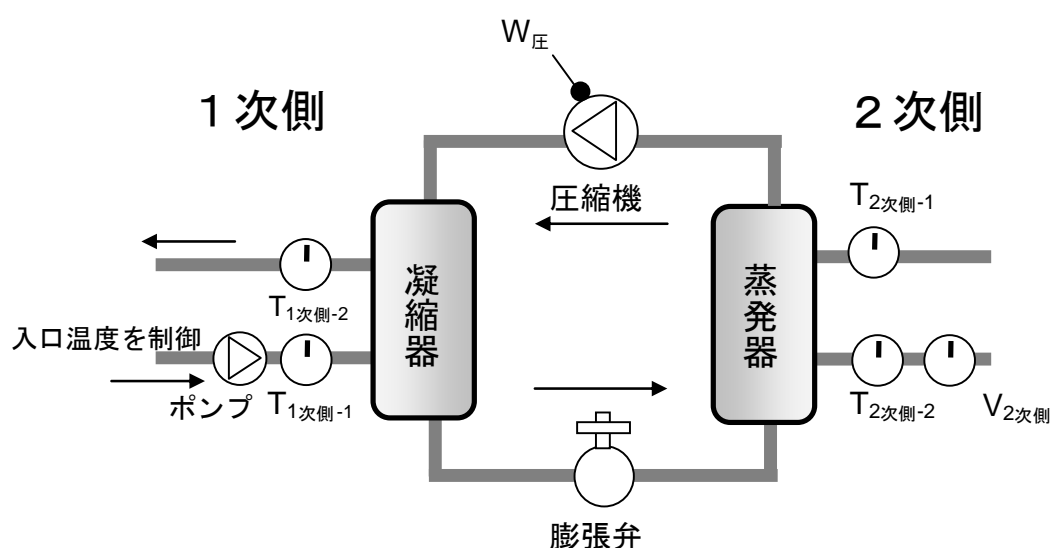 W圧
１次側
２次側
圧縮機
T2次側-1
凝縮器
蒸発器
T1次側-2
入口温度を制御
ポンプ
T1次側-1
T2次側-2
V2次側
膨張弁